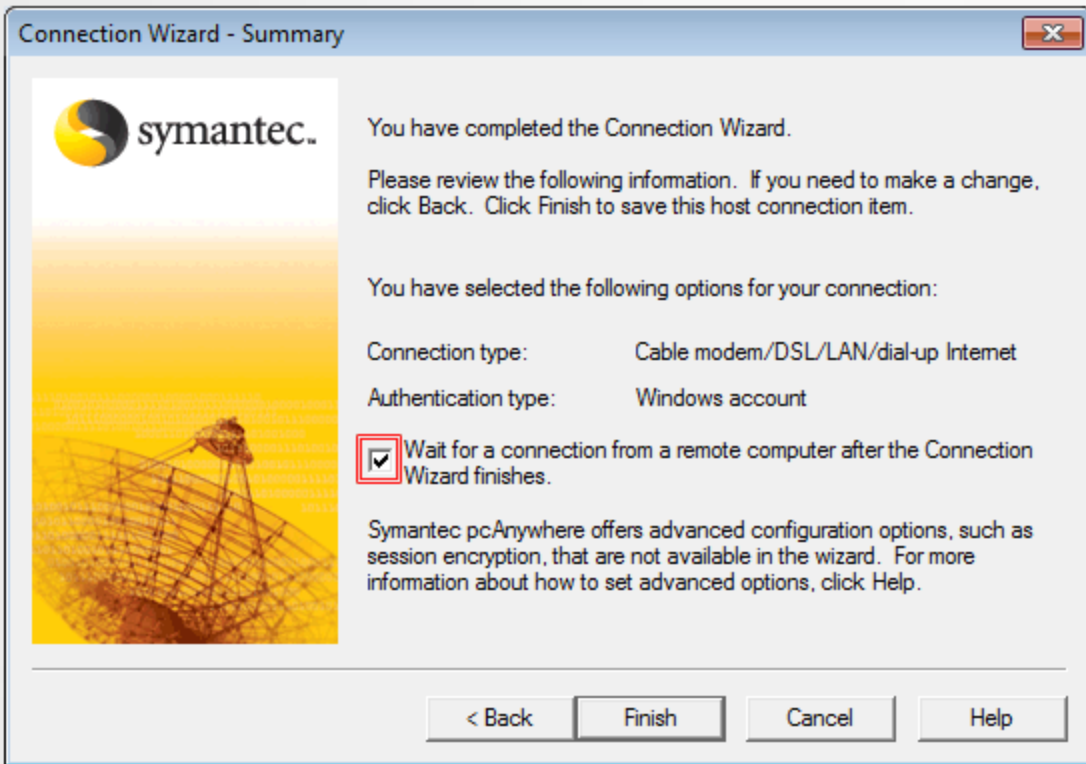 Connection Wizard - Summary
symantec™
You have completed the Connection Wizard.
Please review the following information. If you need to make a change,
click Back. Click Finish to save this host connection item.
You have selected the following options for your connection:
Connection type: Cable modem/DSL/LAN/dial-up Internet
Authentication type: Windows account
Wait for a connection from a remote computer after the Connection
Wizard finishes.
Symantec pcAnywhere offers advanced configuration options, such as
session encryption, that are not available in the wizard. For more
information about how to set advanced options, click Help.
< Back Finish Cancel Help